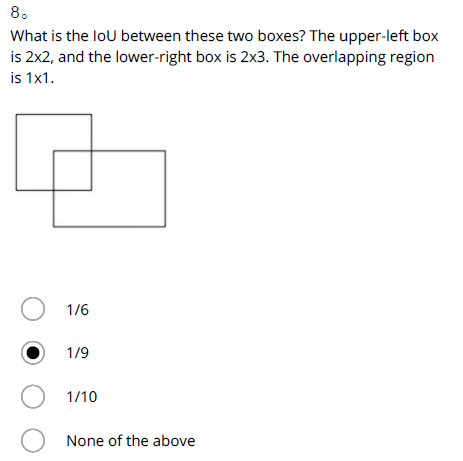 8。
What is the IoU between these two boxes? The upper-left box
is 2x2, and the lower-right box is 2x3. The overlapping region
is 1x1.
1/6
1/9
1/10
None of the above